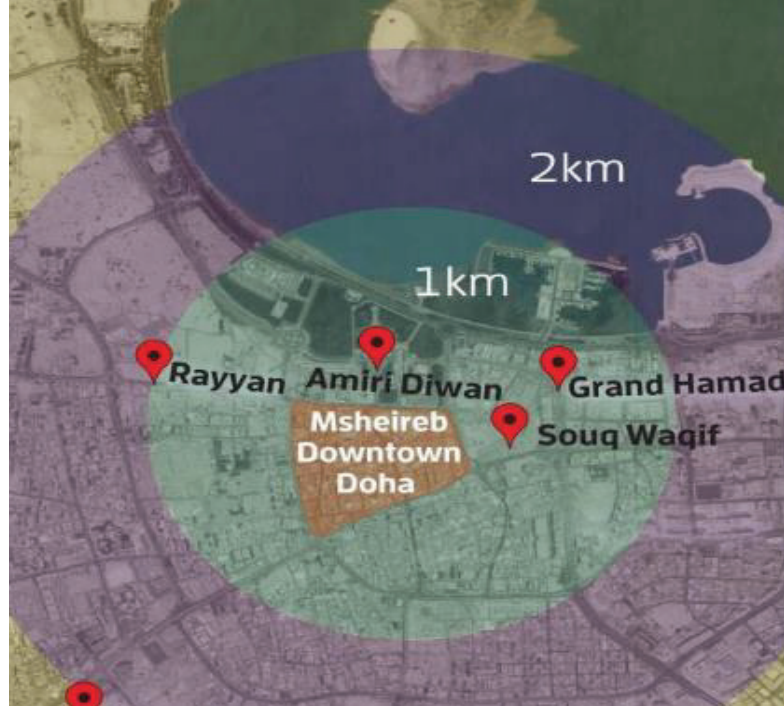 2km
1km
Rayyan
Amiri Diwan
Grand Hamad
Msheireb
Downtown
Doha
Souq Waqif